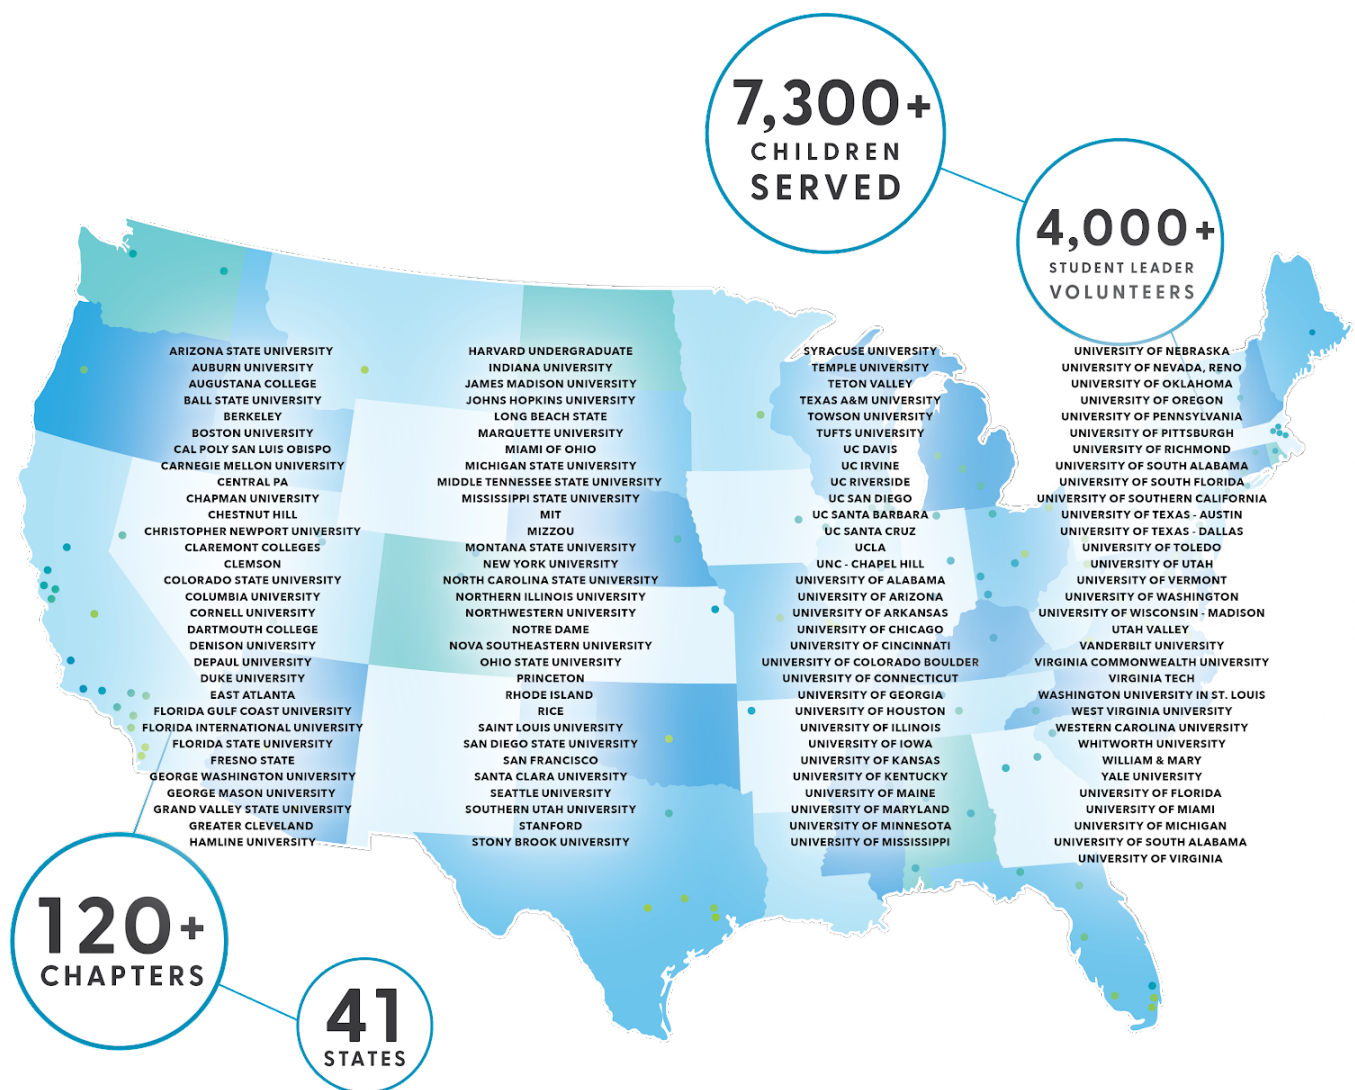 7,300+
CHILDREN
SERVED
4,000+
STUDENT LEADER
VOLUNTEERS
ARIZONA STATE UNIVERSITY
AUBURN UNIVERSITY
AUGUSTANA COLLEGE
BALL STATE UNIVERSITY
BERKELEY
BOSTON UNIVERSITY
CAL POLY SAN LUIS OBISPO
CARNEGIE MELLON UNIVERSITY
CENTRAL PA
CHAPMAN UNIVERSITY
CHESTNUT HILL
CHRISTOPHER NEWPORT UNIVERSITY
CLAREMONT COLLEGES
CLEMSON
COLORADO STATE UNIVERSITY
COLUMBIA UNIVERSITY
CORNELL UNIVERSITY
DARTMOUTH COLLEGE
DENISON UNIVERSITY
DEPAUL UNIVERSITY
DUKE UNIVERSITY
EAST ATLANTA
FLORIDA GULF COAST UNIVERSITY
FLORIDA INTERNATIONAL UNIVERSITY
FLORIDA STATE UNIVERSITY
FRESNO STATE
GEORGE WASHINGTON UNIVERSITY
GEORGE MASON UNIVERSITY
GRAND VALLEY STATE UNIVERSITY
GREATER CLEVELAND
HAMLINE UNIVERSITY
HARVARD UNDERGRADUATE
INDIANA UNIVERSITY
JAMES MADISON UNIVERSITY
JOHNS HOPKINS UNIVERSITY
LONG BEACH STATE
MARQUETTE UNIVERSITY
MIAMI OF OHIO
MICHIGAN STATE UNIVERSITY
MIDDLE TENNESSEE STATE UNIVERSITY
MISSISSIPPI STATE UNIVERSITY
MIT
MIZZOU
MONTANA STATE UNIVERSITY
NEW YORK UNIVERSITY
NORTH CAROLINA STATE UNIVERSITY
NORTHERN ILLINOIS UNIVERSITY
NORTHWESTERN UNIVERSITY
NOTRE DAME
NOVA SOUTHEASTERN UNIVERSITY
OHIO STATE UNIVERSITY
PRINCETON
RHODE ISLAND
RICE
SAINT LOUIS UNIVERSITY
SAN DIEGO STATE UNIVERSITY
SAN FRANCISCO
SANTA CLARA UNIVERSITY
SEATTLE UNIVERSITY
SOUTHERN UTAH UNIVERSITY
STANFORD
STONY BROOK UNIVERSITY
SYRACUSE UNIVERSITY
TEMPLE UNIVERSITY
TETON VALLEY
TEXAS A&M UNIVERSITY
TOWSON UNIVERSITY
TUFTS UNIVERSITY
UC DAVIS
UC IRVINE
UC RIVERSIDE
UC SAN DIEGO
UC SANTA BARBARA
UC SANTA CRUZ
UCLA
UNC - CHAPEL HILL
UNIVERSITY OF ALABAMA
UNIVERSITY OF ARIZONA
UNIVERSITY OF ARKANSAS
UNIVERSITY OF CHICAGO
UNIVERSITY OF CINCINNATI
UNIVERSITY OF COLORADO BOULDER
UNIVERSITY OF CONNECTICUT
UNIVERSITY OF GEORGIA
UNIVERSITY OF HOUSTON
UNIVERSITY OF ILLINOIS
UNIVERSITY OF IOWA
UNIVERSITY OF KANSAS
UNIVERSITY OF KENTUCKY
UNIVERSITY OF MAINE
UNIVERSITY OF MARYLAND
UNIVERSITY OF MINNESOTA
UNIVERSITY OF MISSISSIPPI
UNIVERSITY OF NEBRASKA
UNIVERSITY OF NEVADA, RENO
UNIVERSITY OF OKLAHOMA
UNIVERSITY OF OREGON
UNIVERSITY OF PENNSYLVANIA
UNIVERSITY OF PITTSBURGH
UNIVERSITY OF RICHMOND
UNIVERSITY OF SOUTH ALABAMA
UNIVERSITY OF SOUTH FLORIDA
UNIVERSITY OF SOUTHERN CALIFORNIA
UNIVERSITY OF TEXAS - AUSTIN
UNIVERSITY OF TEXAS - DALLAS
UNIVERSITY OF TOLEDO
UNIVERSITY OF UTAH
UNIVERSITY OF VERMONT
UNIVERSITY OF WASHINGTON
UNIVERSITY OF WISCONSIN - MADISON
UTAH VALLEY
VANDERBILT UNIVERSITY
VIRGINIA COMMONWEALTH UNIVERSITY
VIRGINIA TECH
WASHINGTON UNIVERSITY IN ST. LOUIS
WEST VIRGINIA UNIVERSITY
WESTERN CAROLINA UNIVERSITY
WHITWORTH UNIVERSITY
WILLIAM & MARY
YALE UNIVERSITY
UNIVERSITY OF FLORIDA
UNIVERSITY OF MIAMI
UNIVERSITY OF MICHIGAN
UNIVERSITY OF SOUTH ALABAMA
UNIVERSITY OF VIRGINIA
120+
CHAPTERS
41
STATES